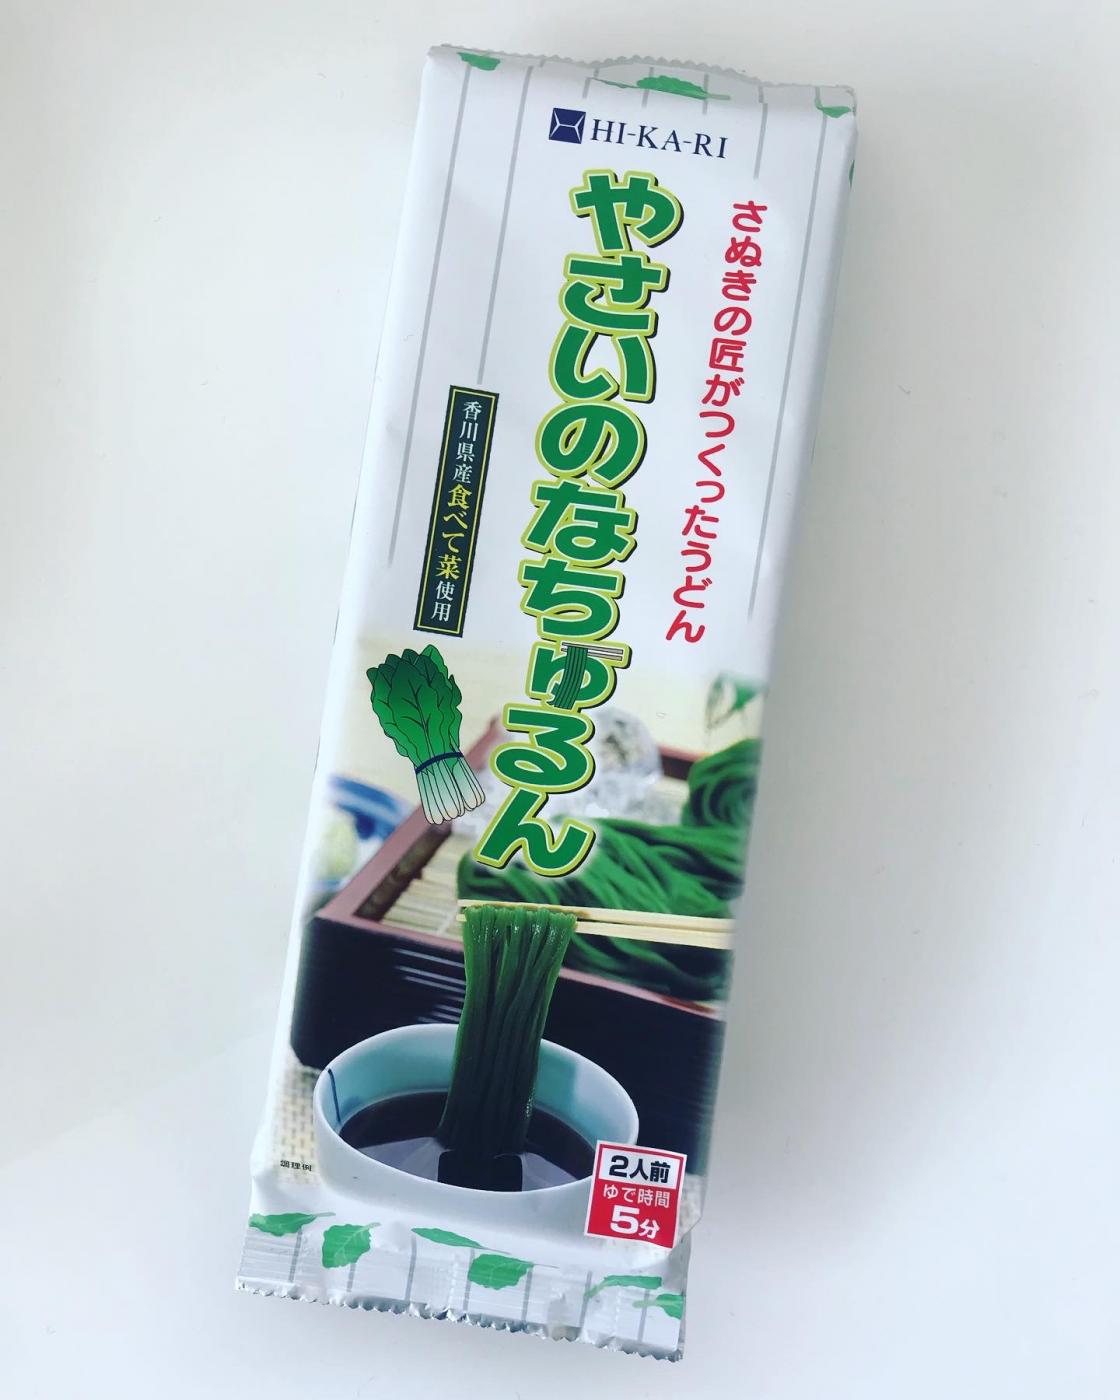 HI-KA-RI
さぬきの匠がつくったうどん
やさいのなちゅるん
香川県産食べて菜使用
調理例
2人前
ゆで時間
5分